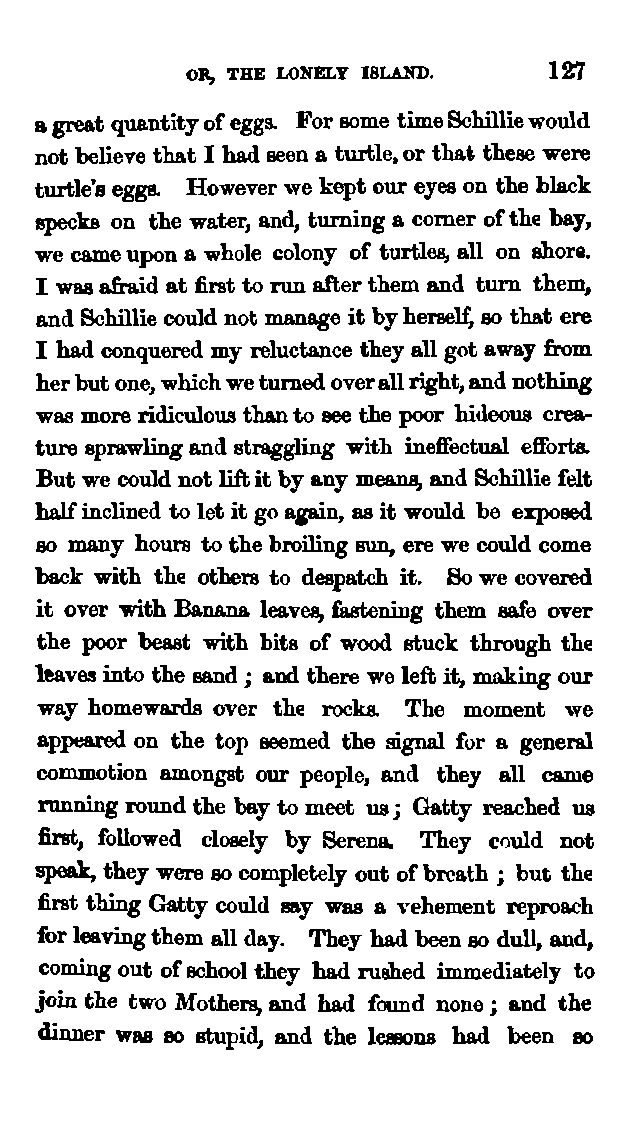 OR, THE LONELY ISLAND. 127
a great quantity of eggs. For some time Schillie would
not believe that I had seen a turtle, or that these were
turtle's eggs. However we kept our eyes on the black
specks on the water, and, turning a corner of the bay,
we came upon a whole colony of turtles, all on shore.
I was afraid at first to run after them and turn them,
and Schillie could not manage it by herself, so that ere
I had conquered my reluctance they all got away from
her but one, which we turned over all right, and nothing
was more ridiculous than to see the poor hideous crea-
ture sprawling and straggling with ineffectual efforts.
But we could not lift it by any means, and Schillie felt
half inclined to let it go again, as it would be exposed
so many hours to the broiling sun, ere we could come
back with the others to despatch it. So we covered
it over with Banana leaves, fastening them safe over
the poor beast with bits of wood stuck through the
leaves into the sand ; and there we left it, making our
way homewards over the rocks. The moment we
appeared on the top seemed the signal for a general
commotion amongst our people, and they all came
running round the bay to meet us ; Gatty reached us
first, followed closely by Serena. They could not
speak, they were so completely out of breath ; but the
first thing Gatty could say was a vehement reproach
for leaving them all day. They had been so dull, and,
coming out of school they had rushed immediately to
join the two Mothers, and had found none ; and the
dinner was so stupid, and the lessons had been so